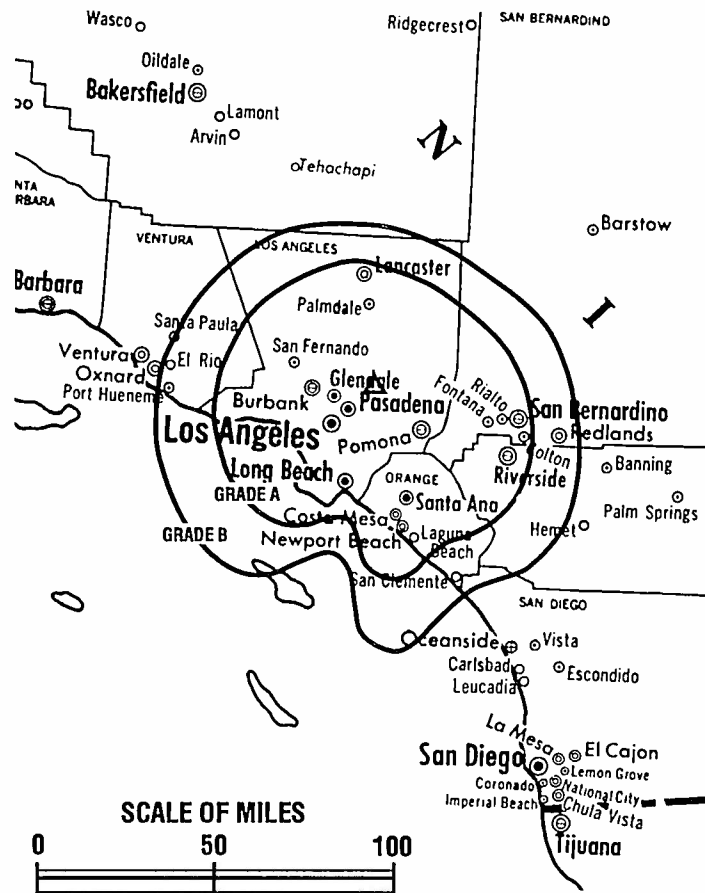 Wasco
Ridgecrest
SAN BERNARDINO
Oildale
Bakersfield
Lamont
Arvin
N
Tehachapi
NTA
RBARA
VENTURA
LOS ANGELES
Barstow
Lancaster
Barbara
Palmdale
I
Santa Paula
San Fernando
Ventura
El Rio
Oxnard
Port Hueneme
Burbank
Glendale
Pasadena
Fontana
Rialto
San Bernardino
Los Angeles
Pomona
Redlands
Colton
Long Beach
ORANGE
Riverside
Banning
GRADE A
Santa Ana
Palm Springs
Costa Mesa
GRADE B
Newport Beach
Laguna
Beach
Hemet
San Clemente
SAN DIEGO
Oceanside
Vista
Carlsbad
Escondido
Leucadia
La Mesa
El Cajon
San Diego
Lemon Grove
Coronado
National City
Imperial Beach
Chula Vista
Tijuana
SCALE OF MILES
0 50 100